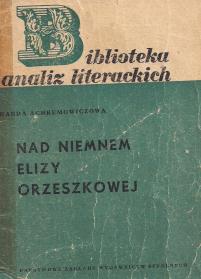 Biblioteka
analiz literackich
WANDA ACHREMOWICZOWA
NAD NIEMNEM
ELIZY
ORZESZKOWEJ
PAŃSTWOWE ZAKŁADY WYDAWNICTW SZKOLNYCH